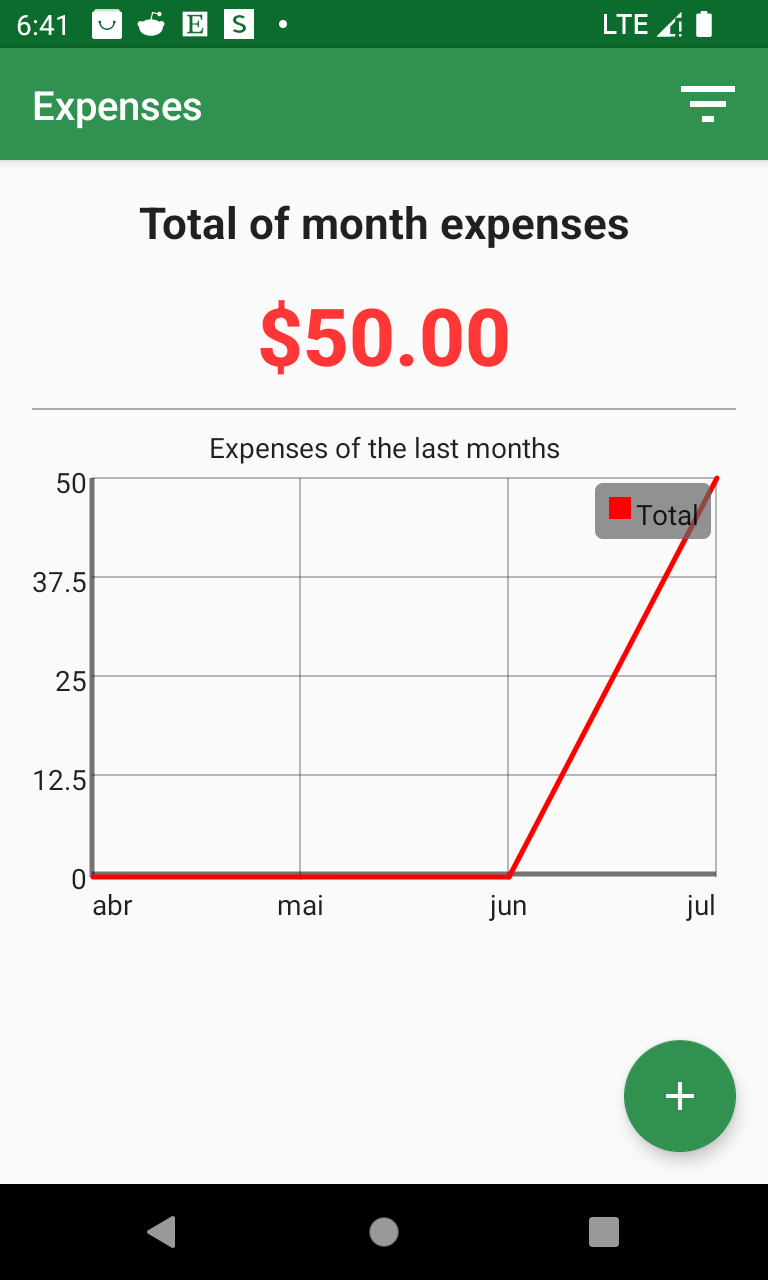 6:41 E S LTE
Expenses
Total of month expenses
$50.00
Expenses of the last months
50
Total
37.5
25
12.5
0
abr mai jun jul